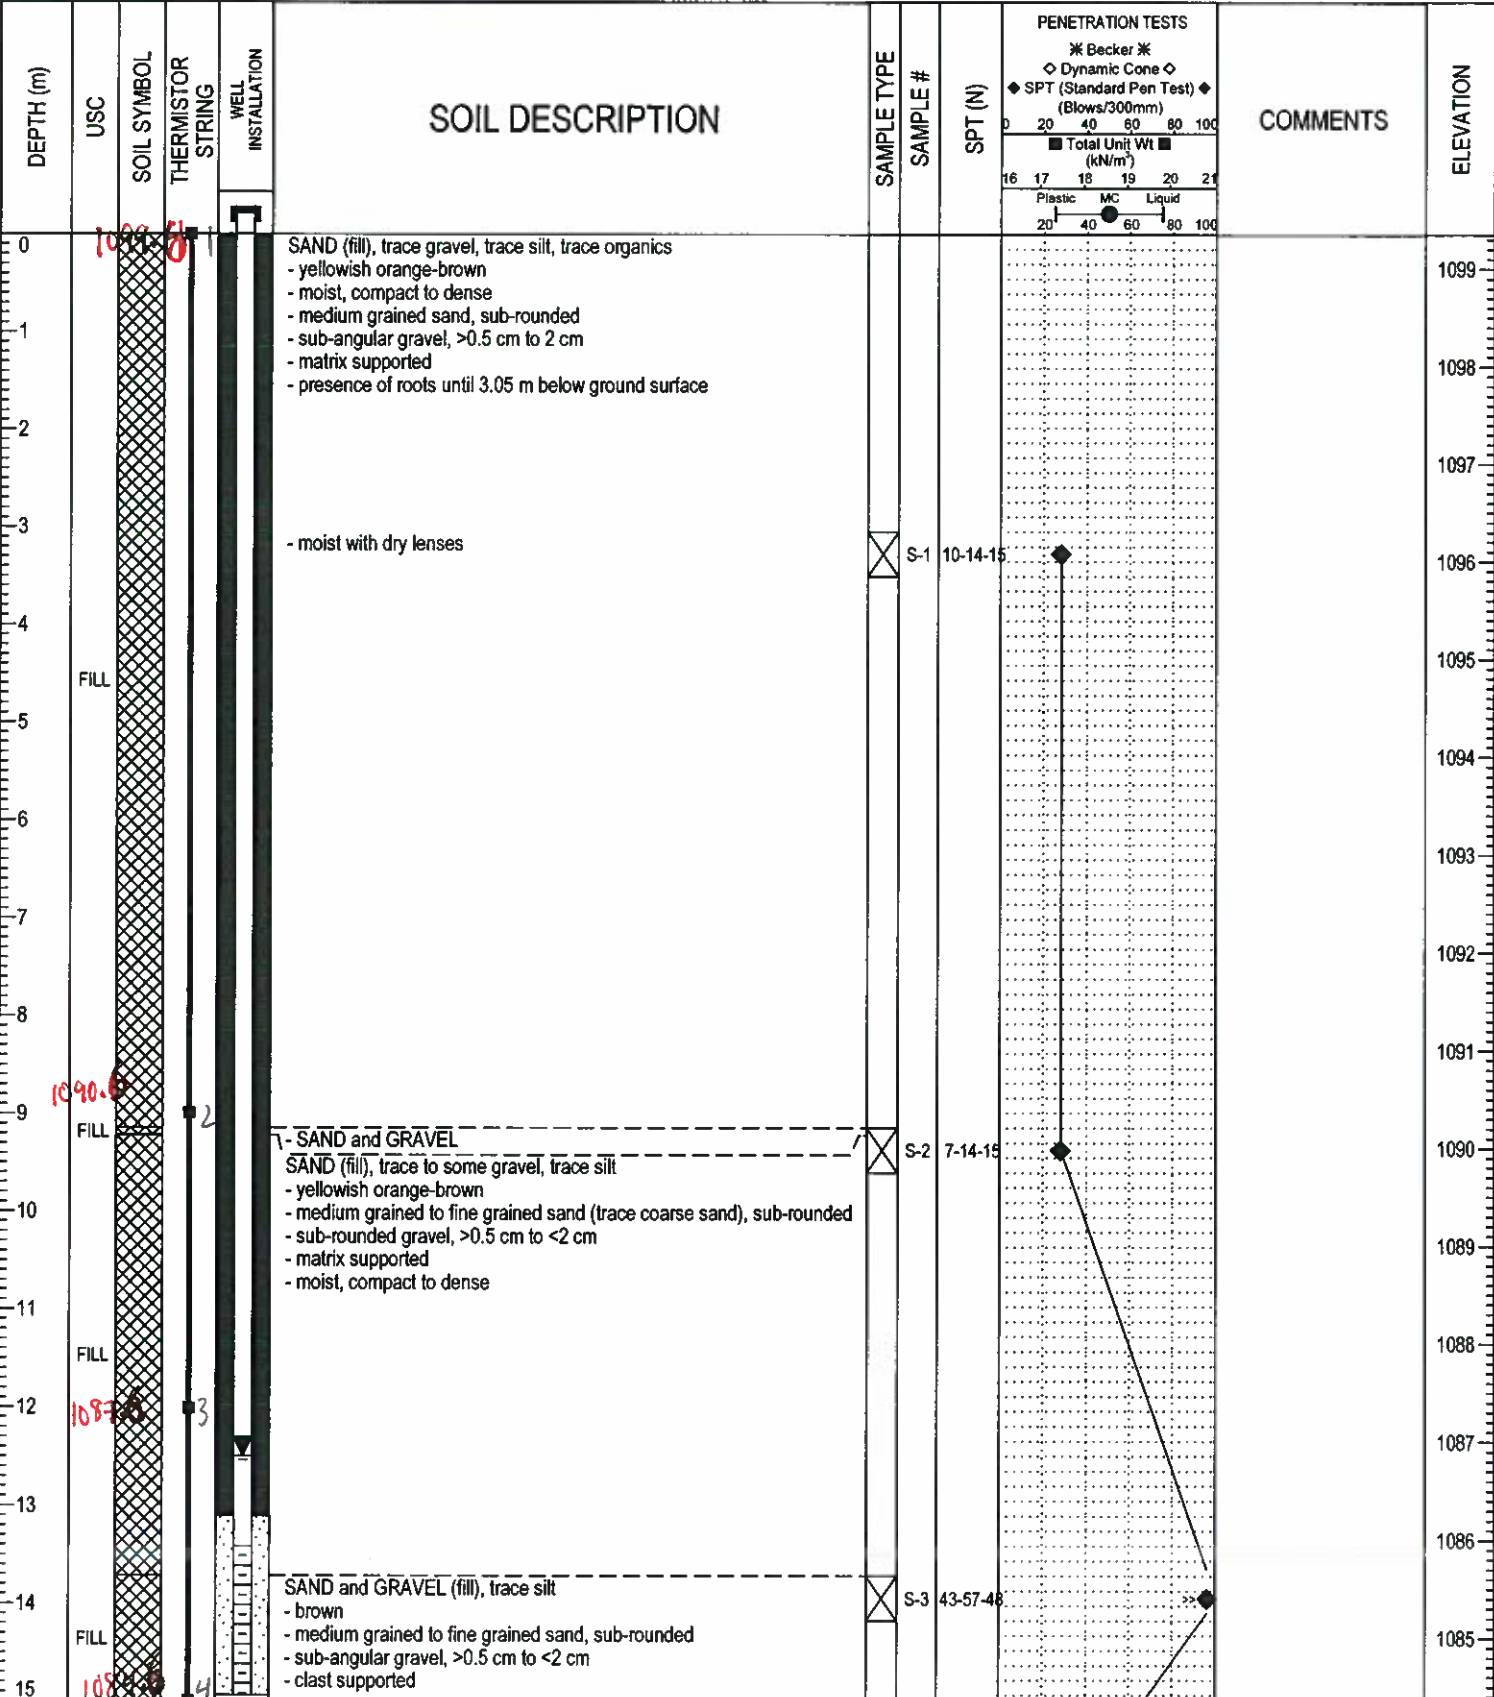 DEPTH (m)
USC
SOIL SYMBOL
THERMISTOR STRING
WELL INSTALLATION
SOIL DESCRIPTION
SAMPLE TYPE
SAMPLE #
SPT (N)
PENETRATION TESTS
✳ Becker ✳
◇ Dynamic Cone ◇
◆ SPT (Standard Pen Test) ◆
(Blows/300mm)
0 20 40 60 80 100
■ Total Unit Wt ■
(kN/m³)
16 17 18 19 20 21
Plastic MC Liquid
20 40 60 80 100
COMMENTS
ELEVATION
0
1
SAND (fill), trace gravel, trace silt, trace organics
- yellowish orange-brown
1099
- moist, compact to dense
- medium grained sand, sub-rounded
1
- sub-angular gravel, >0.5 cm to 2 cm
- matrix supported
1098
- presence of roots until 3.05 m below ground surface
2
1097
3
- moist with dry lenses
S-1 10-14-15
1096
4
1095
FILL
5
1094
6
1093
7
1092
8
1091
1090.8
9
2
FILL
- SAND and GRAVEL
S-2 7-14-15
1090
SAND (fill), trace to some gravel, trace silt
- yellowish orange-brown
10
- medium grained to fine grained sand (trace coarse sand), sub-rounded
- sub-rounded gravel, >0.5 cm to <2 cm
1089
- matrix supported
- moist, compact to dense
11
FILL
1088
12
1087.8
3
1087
13
1086
SAND and GRAVEL (fill), trace silt
14
S-3 43-57-48
>>
- brown
FILL
- medium grained to fine grained sand, sub-rounded
1085
- sub-angular gravel, >0.5 cm to <2 cm
- clast supported
15
4